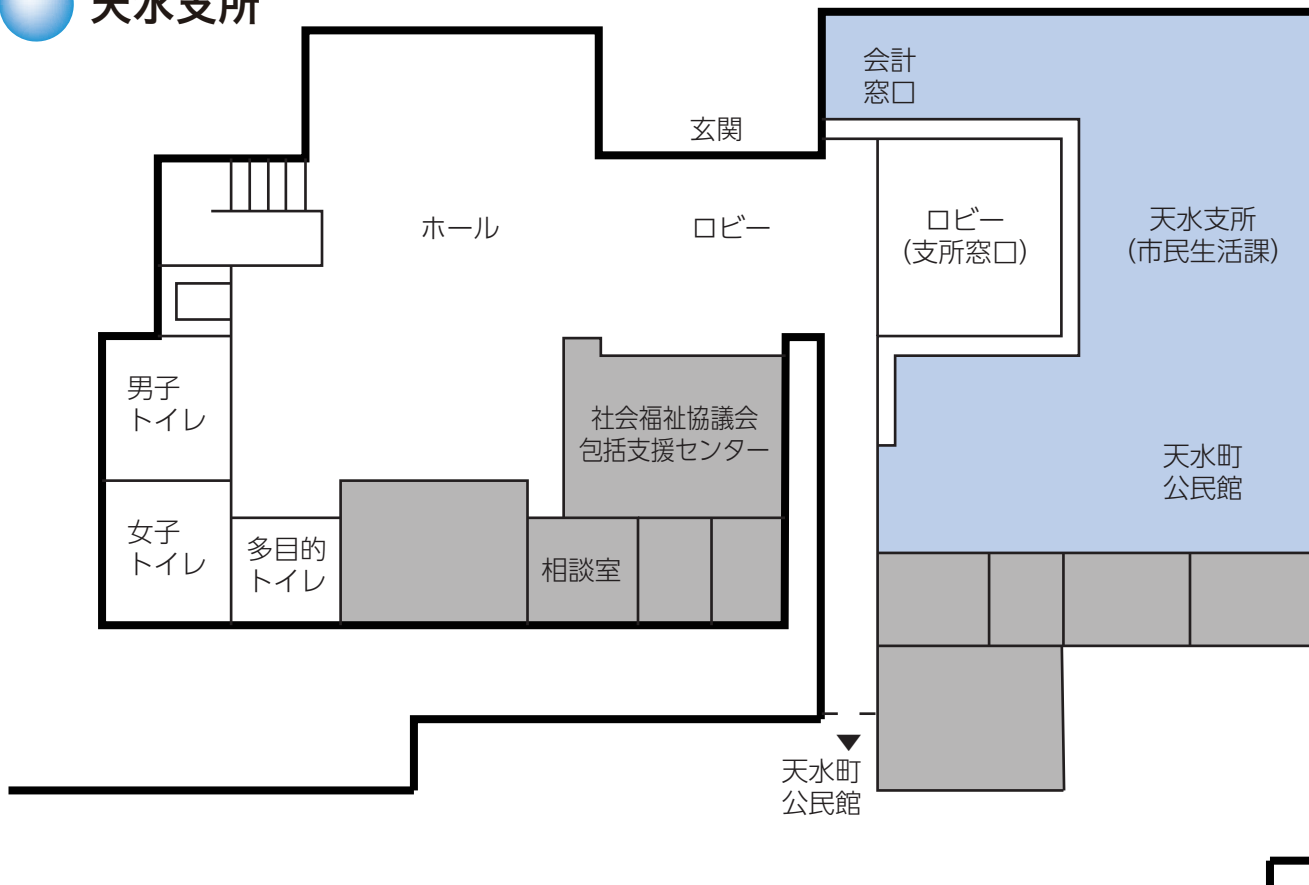 天水支所
会計
窓口
玄関
ホール
ロビー
ロビー
(支所窓口)
天水支所
(市民生活課)
男子
トイレ
社会福祉協議会
包括支援センター
天水町
公民館
女子
トイレ
多目的
トイレ
相談室
天水町
公民館